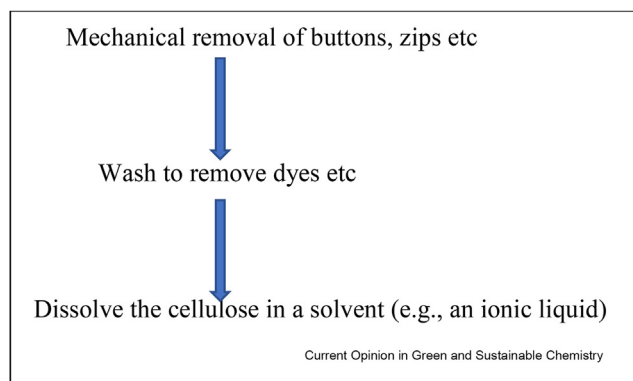 Mechanical removal of buttons, zips etc
Wash to remove dyes etc
Dissolve the cellulose in a solvent (e.g., an ionic liquid)
Current Opinion in Green and Sustainable Chemistry